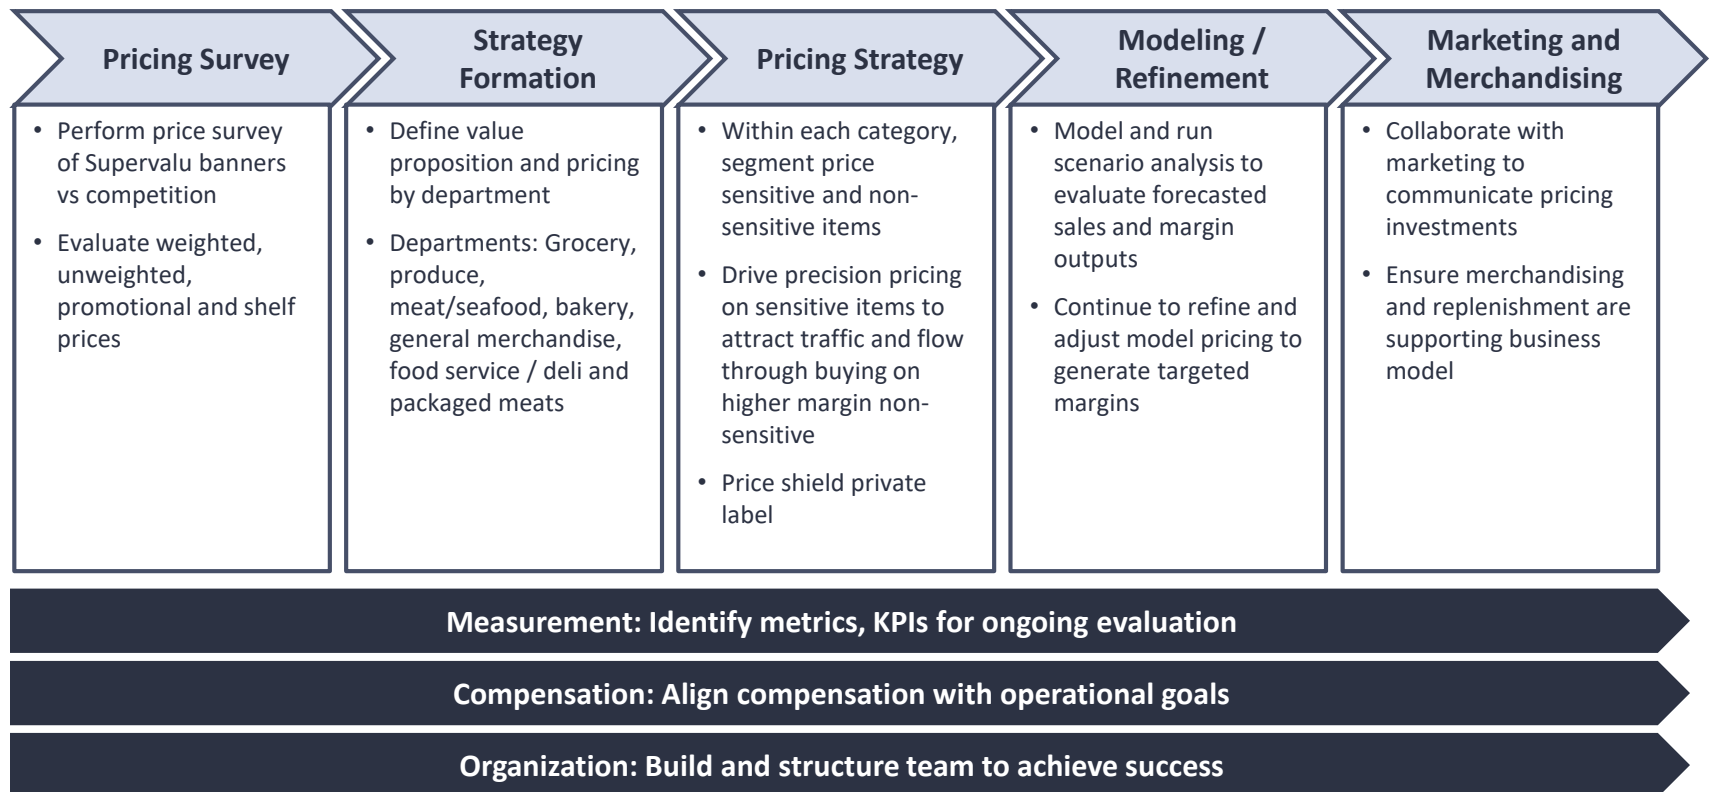 Pricing Survey
• Perform price survey
of Supervalu banners
vs competition
• Evaluate weighted,
unweighted,
promotional and shelf
prices
Strategy
Formation
• Define value
proposition and pricing
by department
• Departments: Grocery,
produce,
meat/seafood, bakery,
general merchandise,
food service / deli and
packaged meats
Pricing Strategy
• Within each category,
segment price
sensitive and non-
sensitive items
• Drive precision pricing
on sensitive items to
attract traffic and flow
through buying on
higher margin non-
sensitive
• Price shield private
label
Modeling /
Refinement
• Model and run
scenario analysis to
evaluate forecasted
sales and margin
outputs
• Continue to refine and
adjust model pricing to
generate targeted
margins
Marketing and
Merchandising
• Collaborate with
marketing to
communicate pricing
investments
• Ensure merchandising
and replenishment are
supporting business
model
Measurement: Identify metrics, KPIs for ongoing evaluation
Compensation: Align compensation with operational goals
Organization: Build and structure team to achieve success